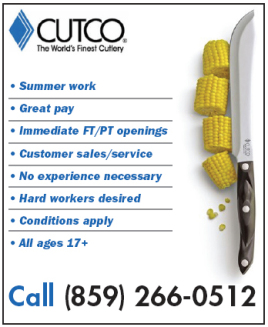 CUTCO®
The World's Finest Cutlery
• Summer work
• Great pay
• Immediate FT/PT openings
• Customer sales/service
• No experience necessary
• Hard workers desired
• Conditions apply
• All ages 17+
Call (859) 266-0512